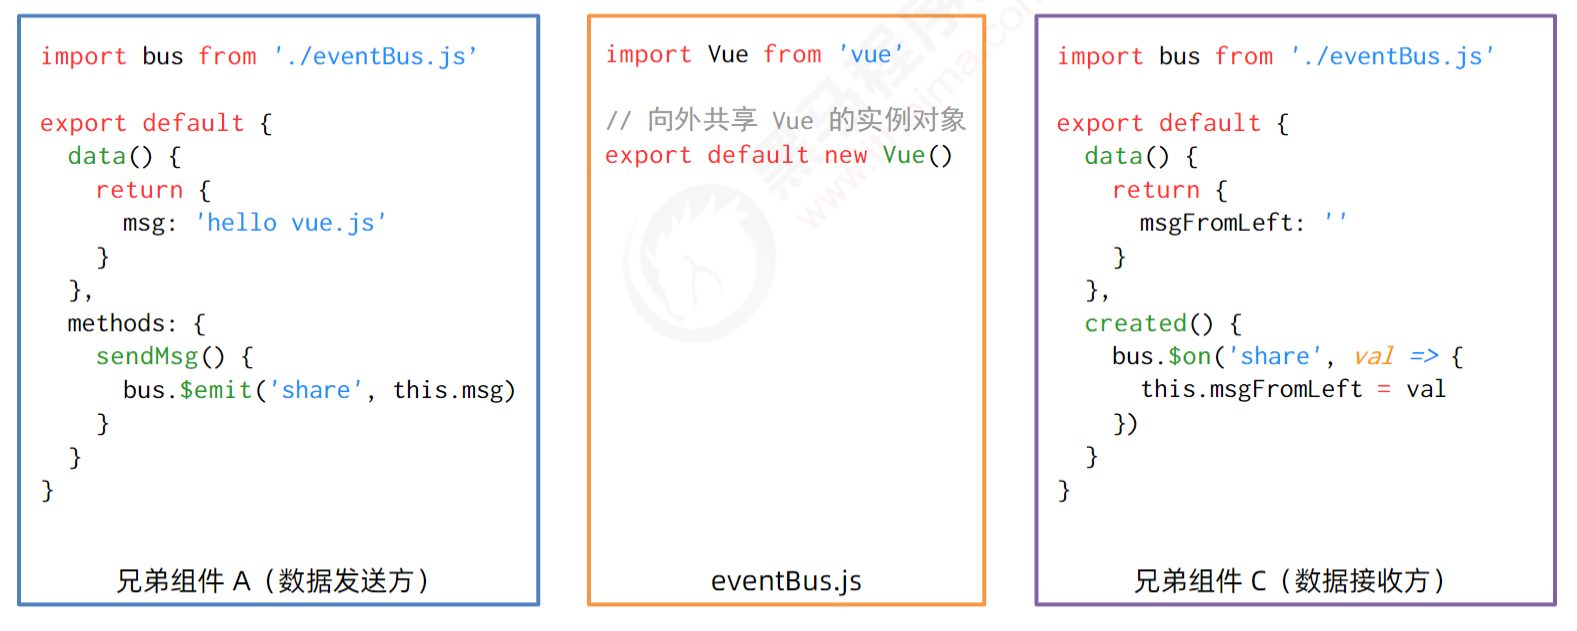 import bus from './eventBus.js’
export default {
data() {
return {
msg: 'hello vue.js'
}
},
methods: {
sendMsg() {
bus.$emit('share', this.msg)
}
}
}
兄弟组件 A（数据发送方）
import Vue from 'vue'
// 向外共享 Vue 的实例对象
export default new Vue()
eventBus.js
import bus from './eventBus.js'
export default {
data() {
return {
msgFromLeft: ''
}
},
created() {
bus.$on('share', val => {
this.msgFromLeft = val
})
}
}
兄弟组件 C（数据接收方）